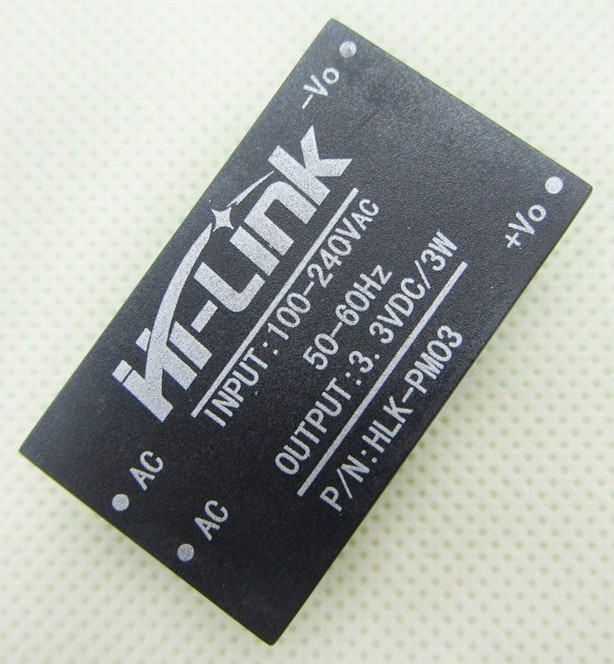 -Vo
+Vo
Hi-Link
INPUT:100-240VAC
50-60Hz
OUTPUT:3.3VDC/3W
P/N:HLK-PM03
AC
AC